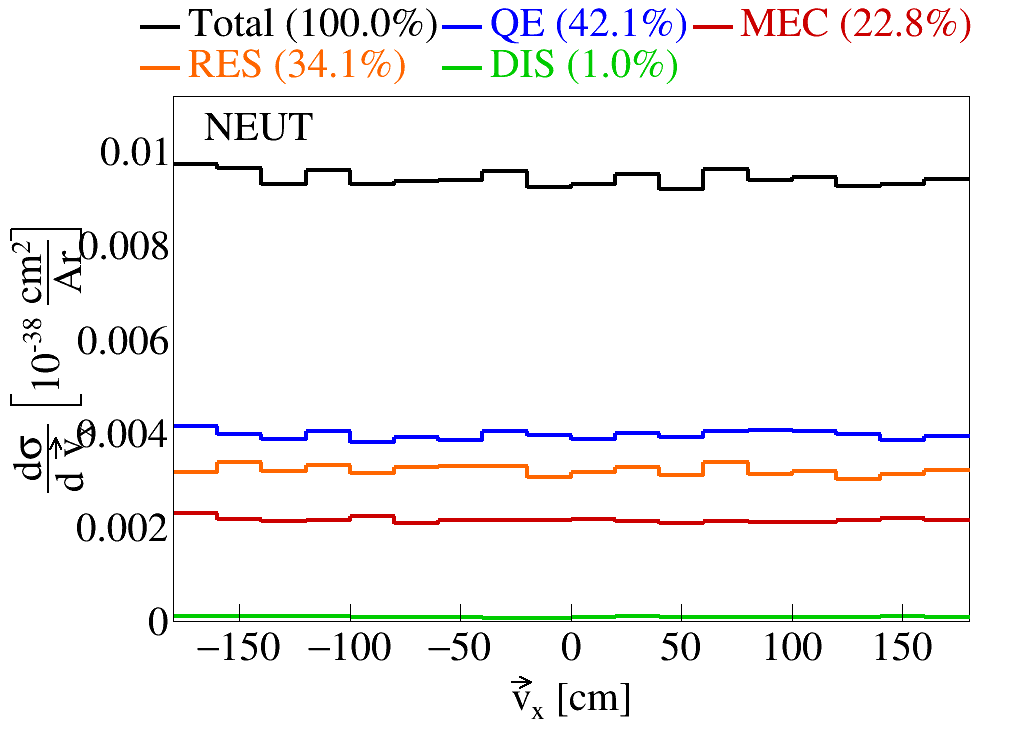 Total (100.0%) QE (42.1%) MEC (22.8%)
RES (34.1%) DIS (1.0%)
NEUT
0.01
0.008
0.006
0.004
0.002
0
dσ/d v⃗ₓ [10⁻³⁸ cm²/Ar]
−150 −100 −50 0 50 100 150
v⃗ₓ [cm]